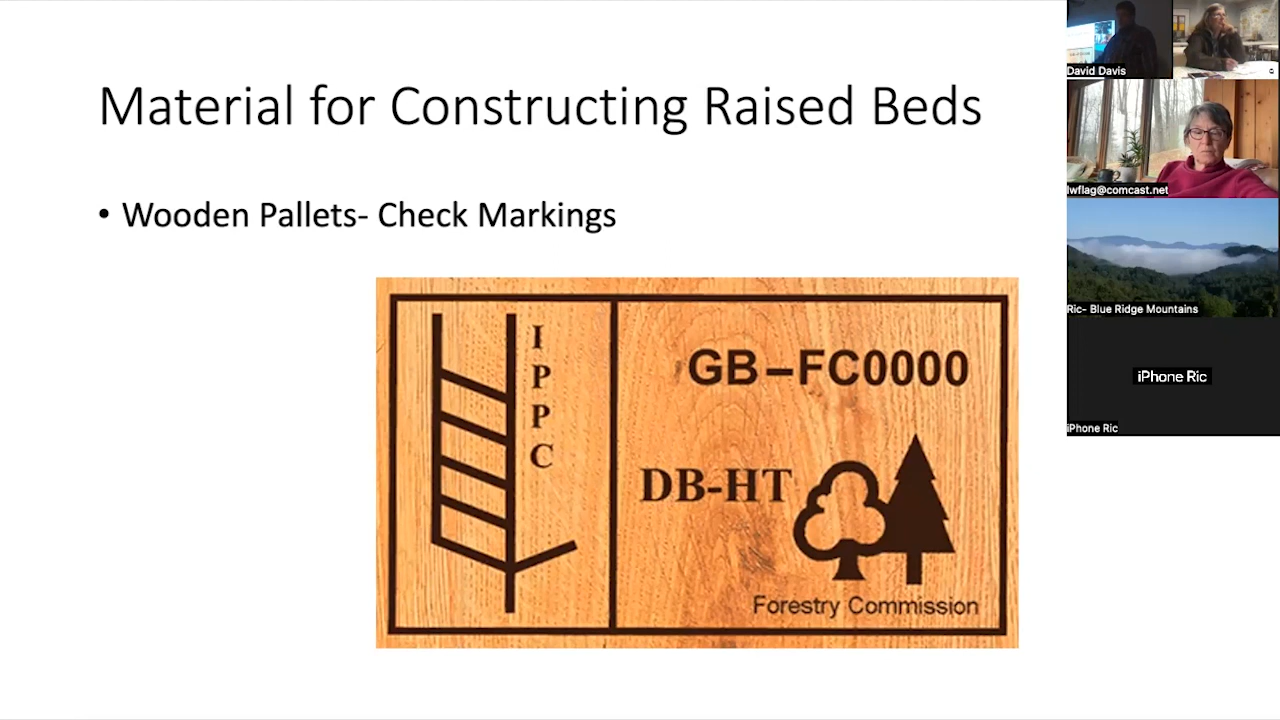 Material for Constructing Raised Beds
• Wooden Pallets- Check Markings
I
P
P
C
GB-FC0000
DB-HT
Forestry Commission
David Davis
lwflag@comcast.net
Ric- Blue Ridge Mountains
iPhone Ric
iPhone Ric